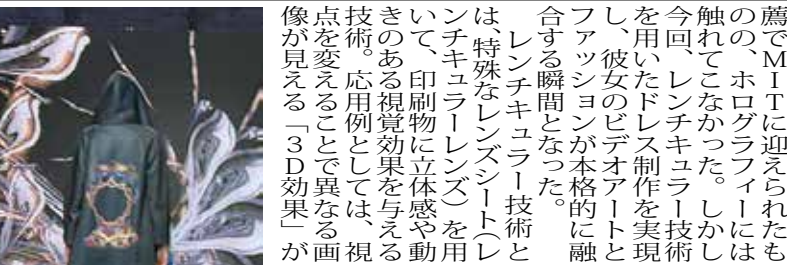 薦でＭＩＴに迎えられたも
のの、ホログラフィーには
触れてこなかった。しかし
今回、レンチキュラー技術
を用いたドレス制作を実現
し、彼女のビデオアートと
ファッションが本格的に融
合する瞬間となった。
レンチキュラー技術と
は、特殊なレンズシート（レ
ンチキュラーレンズ）を用
いて、印刷物に立体感や動
きのある視覚効果を与える
技術。応用例としては、視
点を変えることで異なる画
像が見える「３Ｄ効果」が